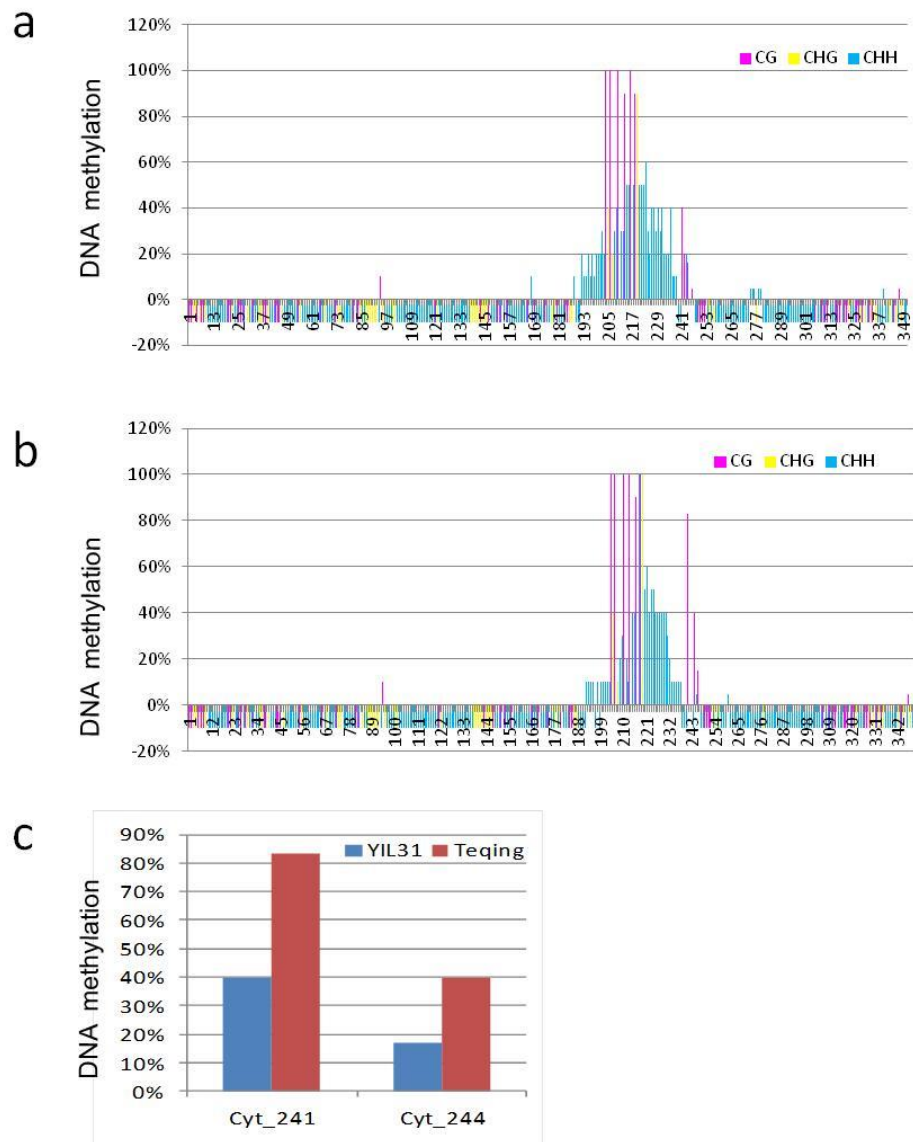 a
120%
100%
80%
60%
40%
20%
0%
-20%
DNA methylation
CG CHG CHH
1 13 25 37 49 61 73 85 97 109 121 133 145 157 169 181 193 205 217 229 241 253 265 277 289 301 313 325 337 349
b
120%
100%
80%
60%
40%
20%
0%
-20%
DNA methylation
CG CHG CHH
1 12 23 34 45 56 67 78 89 100 111 122 133 144 155 166 177 188 199 210 221 232 243 254 265 276 287 298 309 320 331 342
c
90%
80%
70%
60%
50%
40%
30%
20%
10%
0%
DNA methylation
YIL31 Teqing
Cyt_241 Cyt_244